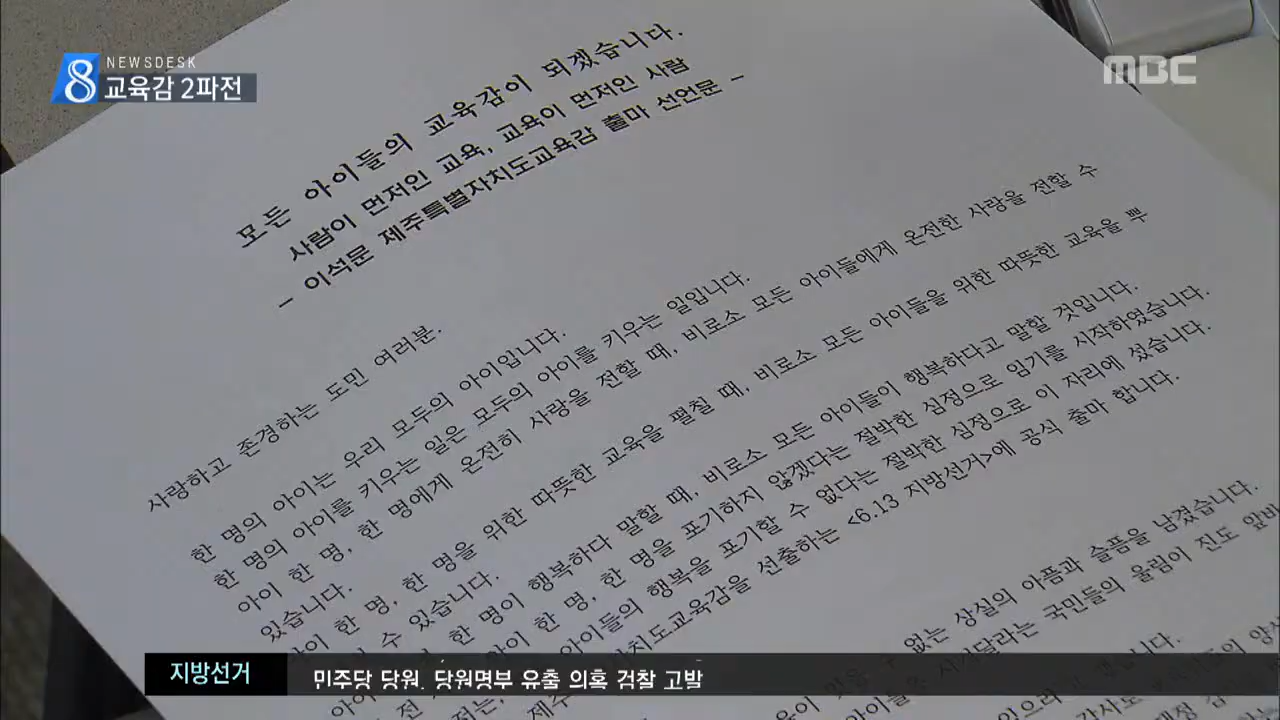 NEWSDESK
8 교육감 2파전
MBC
모든 아이들의 교육감이 되겠습니다.
사람이 먼저인 교육, 교육이 먼저인 사람
- 이석문 제주특별자치도교육감 출마 선언문 -
사랑하고 존경하는 도민 여러분.
한 명의 아이는 우리 모두의 아이입니다.
한 명의 아이를 키우는 일은 모두의 아이를 키우는 일입니다.
아이 한 명, 한 명에게 온전히 사랑을 전할 때, 비로소 모든 아이들에게 온전한 사랑을 전할 수
있습니다.
한 명, 한 명을 위한 따뜻한 교육을 펼칠 때, 비로소 모든 아이들을 위한 따뜻한 교육을 뿌
수 있습니다.
한 명이 행복하다 말할 때, 비로소 모든 아이들이 행복하다고 말할 것입니다.
한 명, 한 명을 포기하지 않겠다는 절박한 심정으로 임기를 시작하였습니다.
아이들의 행복을 포기할 수 없다는 절박한 심정으로 이 자리에 섰습니다.
치도교육감을 선출하는 <6.13 지방선거>에 공식 출마 합니다.
없는 상실의 아픔과 슬픔을 남겼습니다.
국민들의 울림이 진도 앞바
지방선거
민주당 당원, 당원명부 유출 의혹 검찰 고발